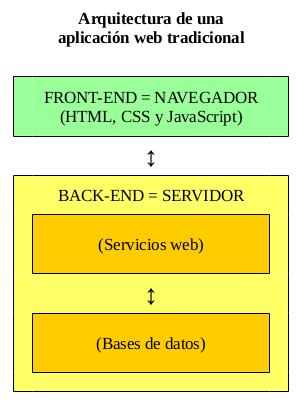 Arquitectura de una
aplicación web tradicional
FRONT-END = NAVEGADOR
(HTML, CSS y JavaScript)
↕
BACK-END = SERVIDOR
(Servicios web)
↕
(Bases de datos)